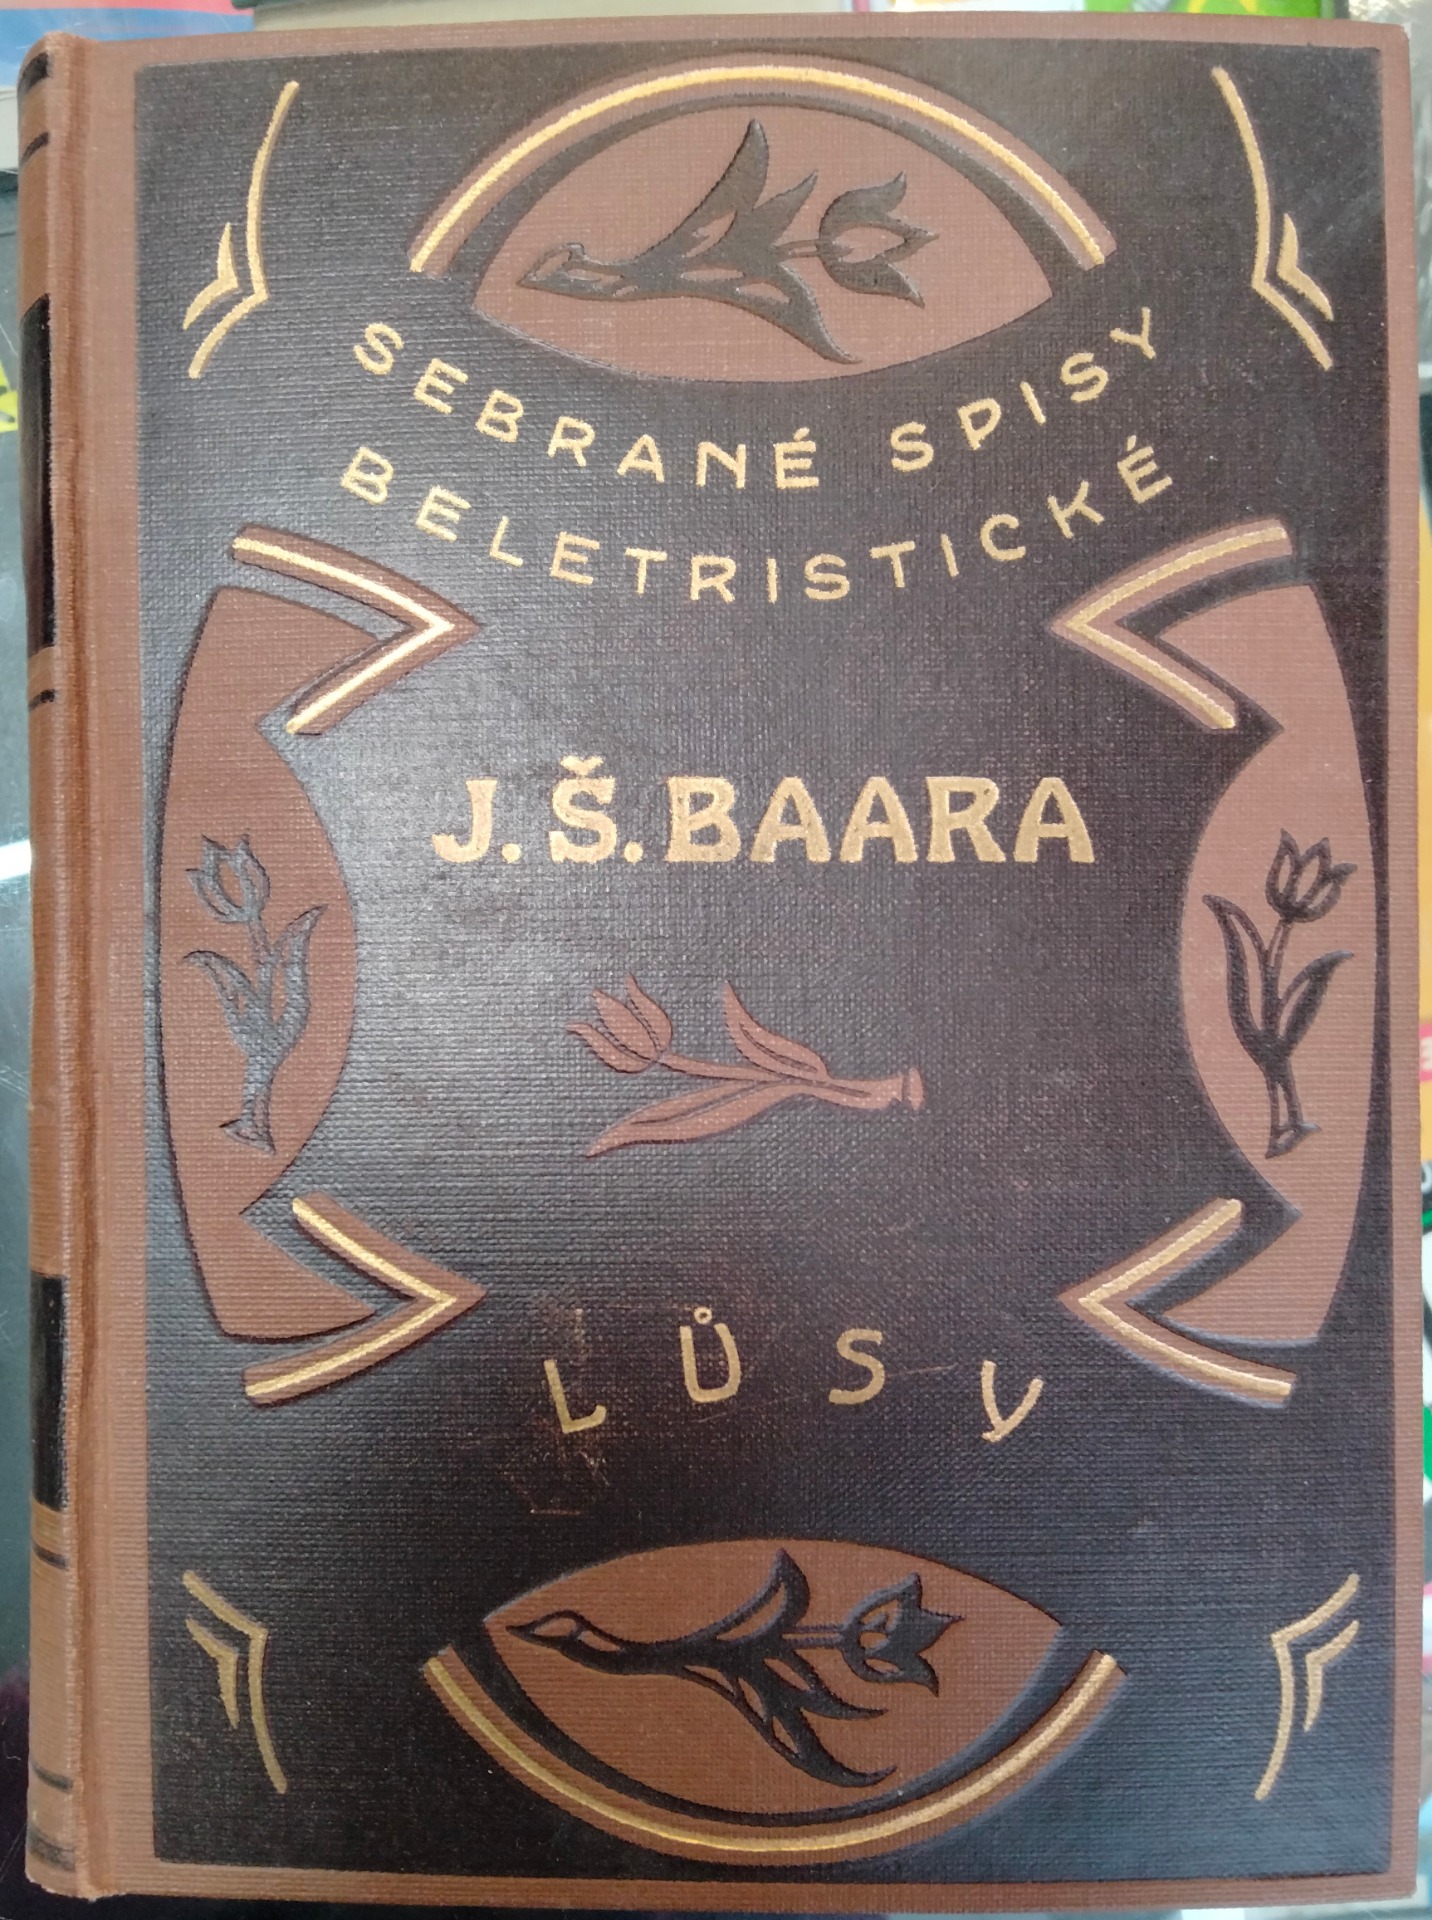 SEBRANÉ SPISY
BELETRISTICKÉ
J. Š. BAARA
LŮSY